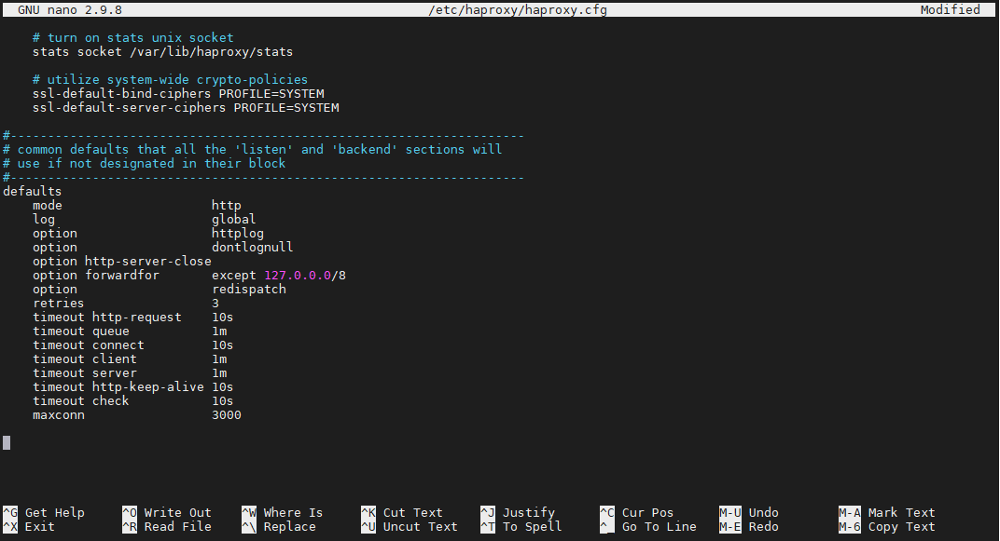 GNU nano 2.9.8 /etc/haproxy/haproxy.cfg Modified
# turn on stats unix socket
stats socket /var/lib/haproxy/stats
# utilize system-wide crypto-policies
ssl-default-bind-ciphers PROFILE=SYSTEM
ssl-default-server-ciphers PROFILE=SYSTEM
#---------------------------------------------------------------------
# common defaults that all the 'listen' and 'backend' sections will
# use if not designated in their block
#---------------------------------------------------------------------
defaults
mode http
log global
option httplog
option dontlognull
option http-server-close
option forwardfor except 127.0.0.0/8
option redispatch
retries 3
timeout http-request 10s
timeout queue 1m
timeout connect 10s
timeout client 1m
timeout server 1m
timeout http-keep-alive 10s
timeout check 10s
maxconn 3000
^G Get Help ^O Write Out ^W Where Is ^K Cut Text ^J Justify ^C Cur Pos M-U Undo M-A Mark Text
^X Exit ^R Read File ^\ Replace ^U Uncut Text ^T To Spell ^_ Go To Line M-E Redo M-6 Copy Text